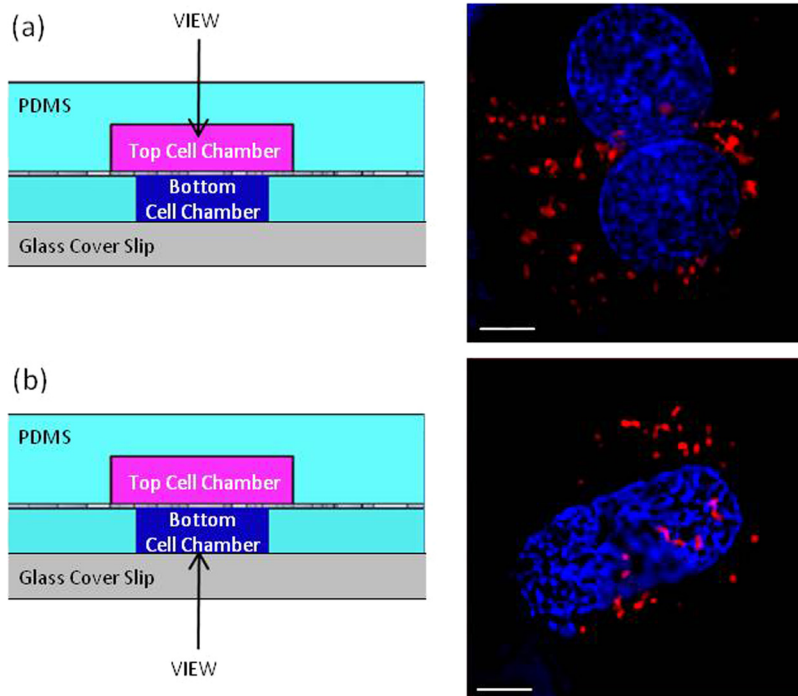 (a)
VIEW
PDMS
Top Cell Chamber
Bottom
Cell Chamber
Glass Cover Slip
(b)
PDMS
Top Cell Chamber
Bottom
Cell Chamber
Glass Cover Slip
VIEW